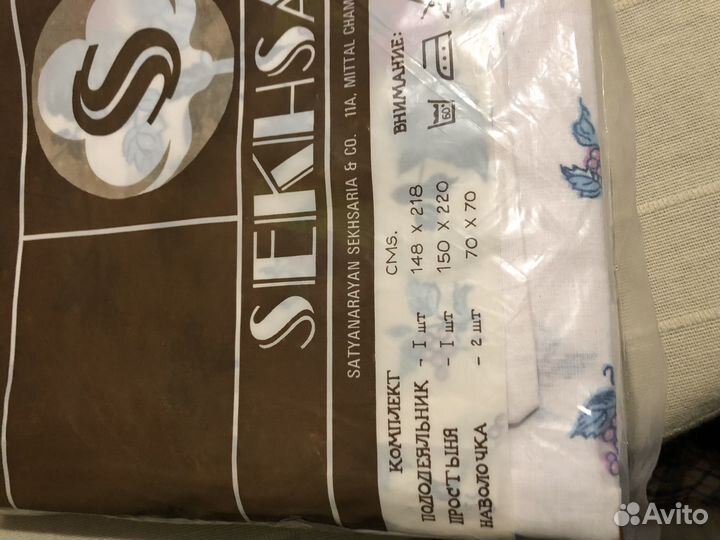 S
SEKHSA
SATYANARAYAN SEKHSARIA & CO. 11A, MITTAL CHAM
КОМПЛЕКТ CMs. ВНИМАНИЕ:
ПОДОДЕЯЛЬНИК - I шт 148 X 218
ПРОСТЫНЯ - I шт 150 X 220
НАВОЛОЧКА - 2 шт 70 X 70
60°
Avito